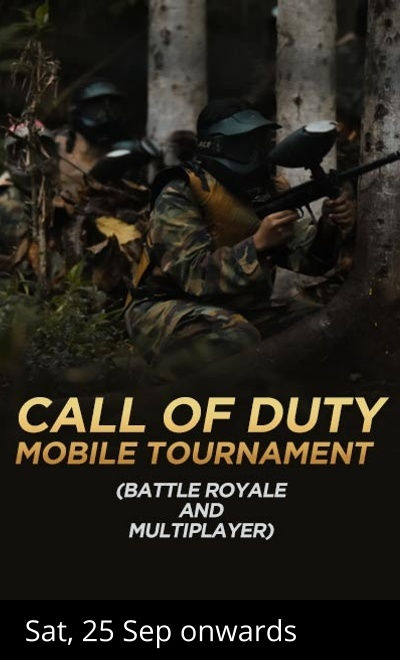 CALL OF DUTY
MOBILE TOURNAMENT
(BATTLE ROYALE
AND
MULTIPLAYER)
Sat, 25 Sep onwards